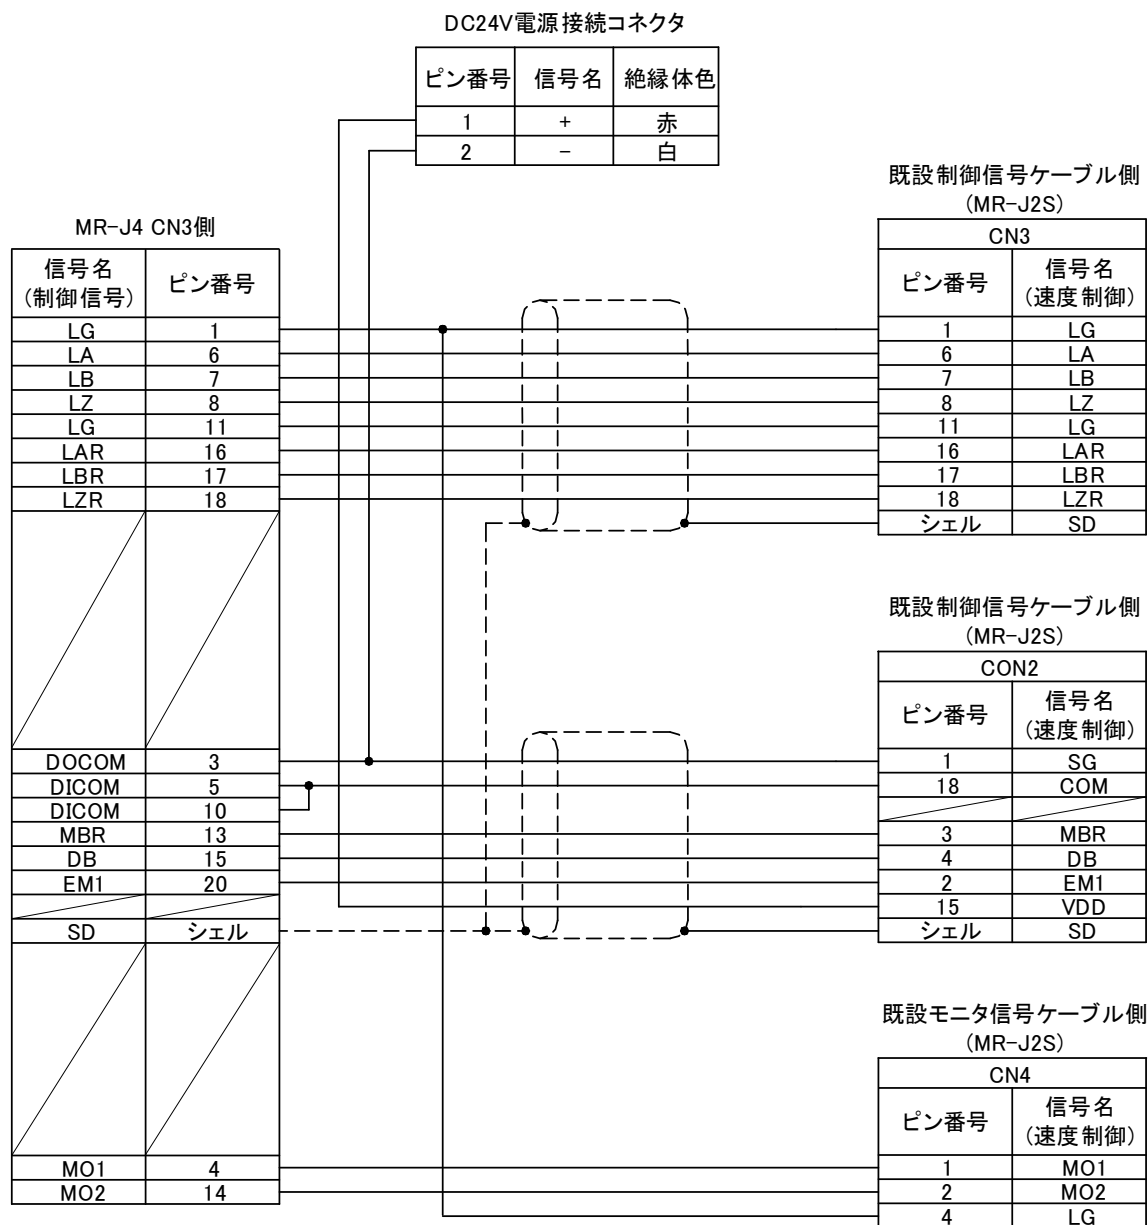 DC24V電源接続コネクタ
ピン番号 信号名 絶縁体色
1 + 赤
2 − 白
既設制御信号ケーブル側
(MR-J2S)
CN3
ピン番号 信号名
(速度制御)
1 LG
6 LA
7 LB
8 LZ
11 LG
16 LAR
17 LBR
18 LZR
シェル SD
MR-J4 CN3側
信号名
(制御信号) ピン番号
LG 1
LA 6
LB 7
LZ 8
LG 11
LAR 16
LBR 17
LZR 18
DOCOM 3
DICOM 5
DICOM 10
MBR 13
DB 15
EM1 20
SD シェル
MO1 4
MO2 14
既設制御信号ケーブル側
(MR-J2S)
CON2
ピン番号 信号名
(速度制御)
1 SG
18 COM
3 MBR
4 DB
2 EM1
15 VDD
シェル SD
既設モニタ信号ケーブル側
(MR-J2S)
CN4
ピン番号 信号名
(速度制御)
1 MO1
2 MO2
4 LG